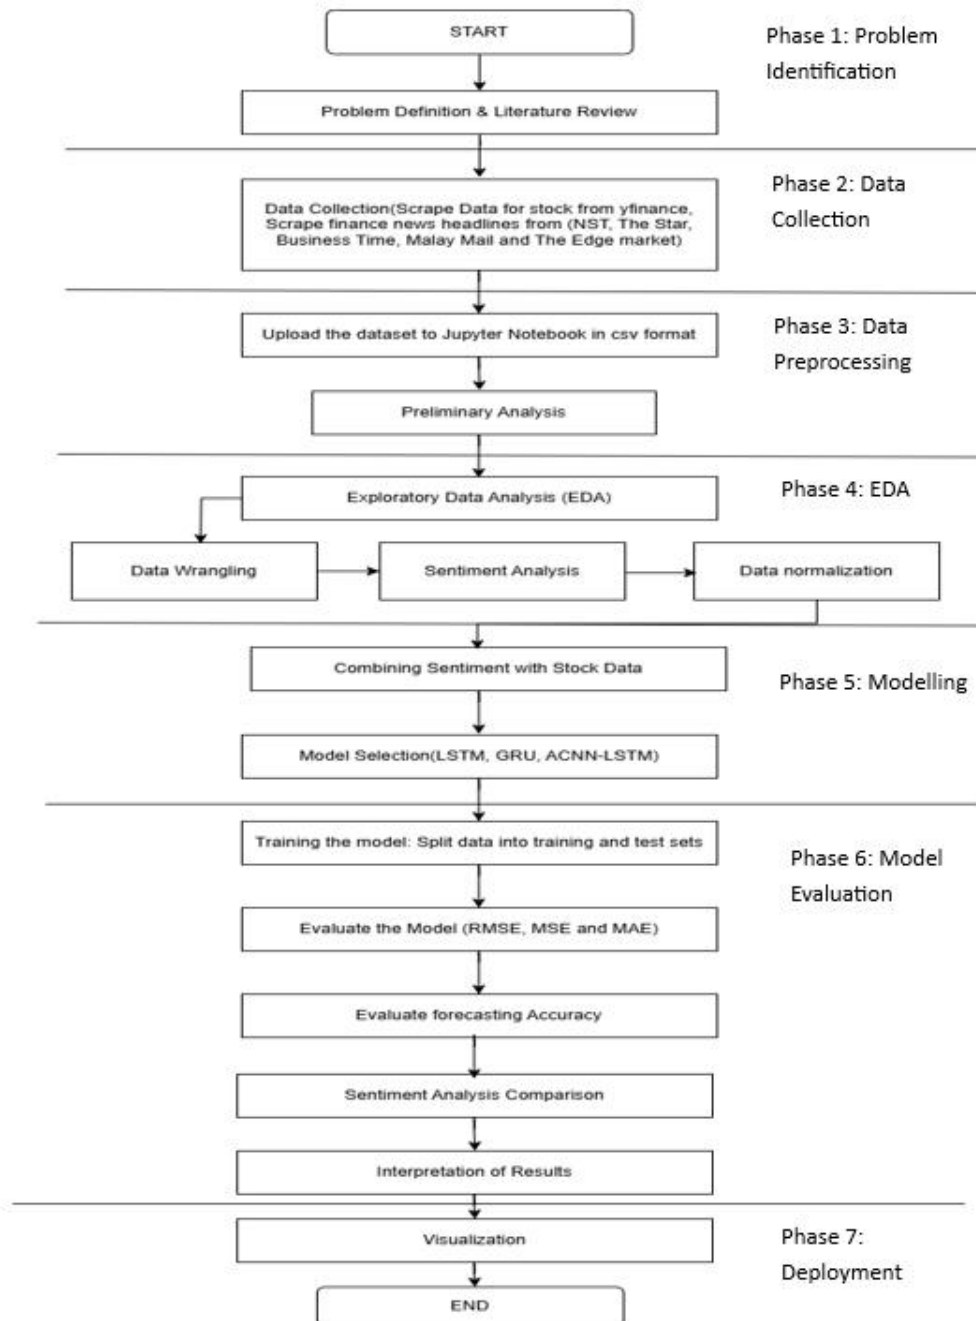 START
Phase 1: Problem
Identification
Problem Definition & Literature Review
Phase 2: Data
Collection
Data Collection(Scrape Data for stock from yfinance,
Scrape finance news headlines from (NST, The Star,
Business Time, Malay Mail and The Edge market)
Phase 3: Data
Preprocessing
Upload the dataset to Jupyter Notebook in csv format
Preliminary Analysis
Phase 4: EDA
Exploratory Data Analysis (EDA)
Data Wrangling
Sentiment Analysis
Data normalization
Combining Sentiment with Stock Data
Phase 5: Modelling
Model Selection(LSTM, GRU, ACNN-LSTM)
Training the model: Split data into training and test sets
Phase 6: Model
Evaluation
Evaluate the Model (RMSE, MSE and MAE)
Evaluate forecasting Accuracy
Sentiment Analysis Comparison
Interpretation of Results
Visualization
Phase 7:
Deployment
END